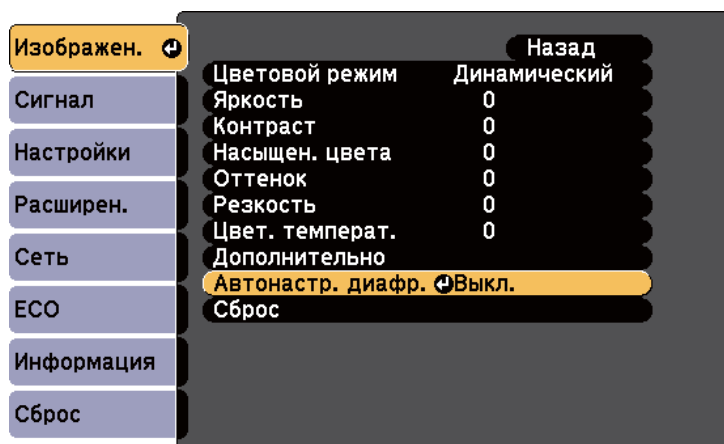 Изображен.
Сигнал
Настройки
Расширен.
Сеть
ECO
Информация
Сброс
Назад
Цветовой режим Динамический
Яркость 0
Контраст 0
Насыщен. цвета 0
Оттенок 0
Резкость 0
Цвет. температ. 0
Дополнительно
Автонастр. диафр. Выкл.
Сброс